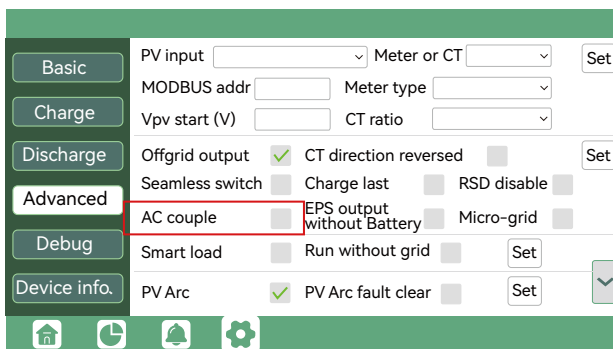 Basic
Charge
Discharge
Advanced
Debug
Device info.
PV input Meter or CT Set
MODBUS addr Meter type
Vpv start (V) CT ratio
Offgrid output CT direction reversed Set
Seamless switch Charge last RSD disable
AC couple EPS output without Battery Micro-grid
Smart load Run without grid Set
PV Arc PV Arc fault clear Set